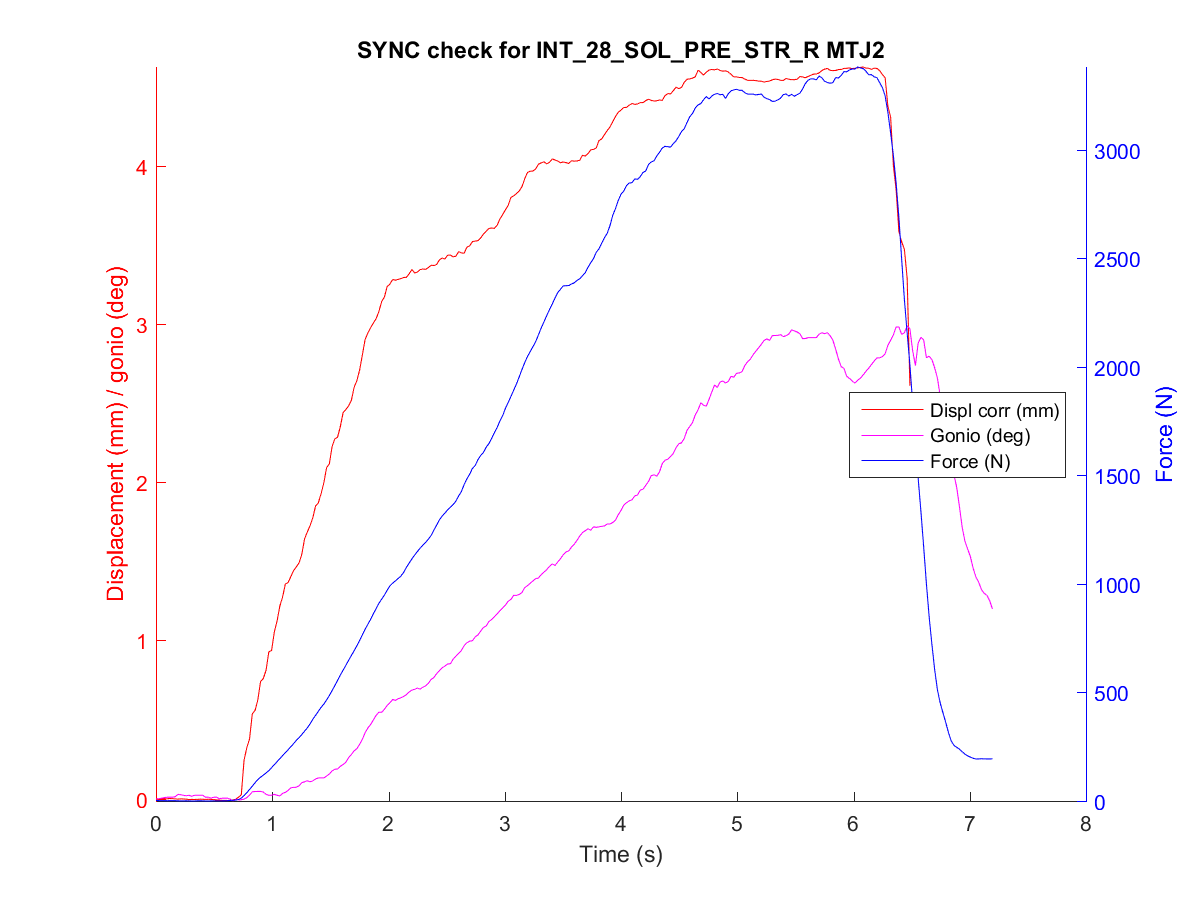 SYNC check for INT_28_SOL_PRE_STR_R MTJ2
Displacement (mm) / gonio (deg)
4
3
2
1
0
3000
2500
2000
1500
1000
500
0
Force (N)
Displ corr (mm)
Gonio (deg)
Force (N)
0 1 2 3 4 5 6 7 8
Time (s)